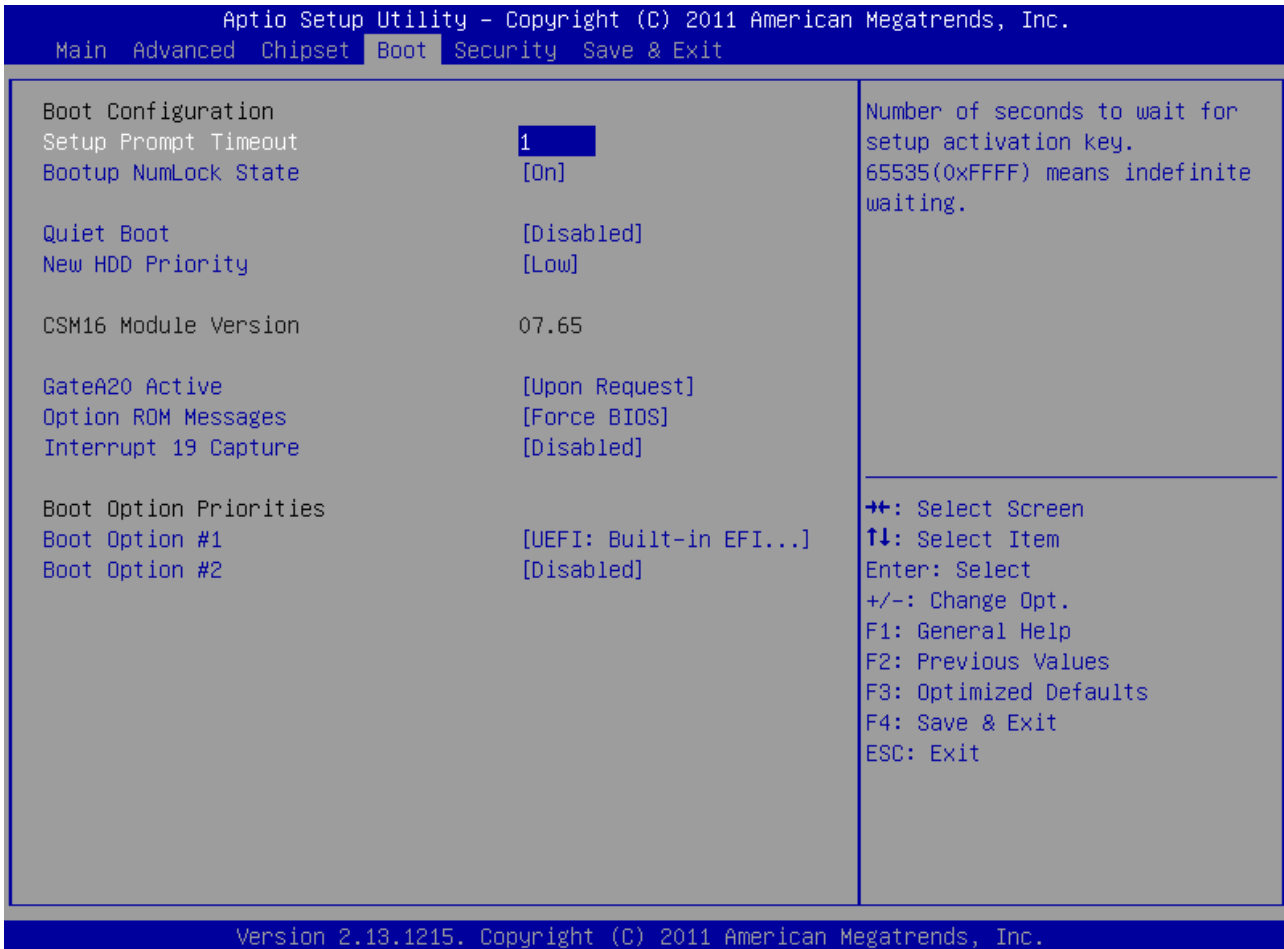 Aptio Setup Utility – Copyright (C) 2011 American Megatrends, Inc.
Main Advanced Chipset Boot Security Save & Exit
Boot Configuration
Setup Prompt Timeout 1
Bootup NumLock State [On]
Quiet Boot [Disabled]
New HDD Priority [Low]
CSM16 Module Version 07.65
GateA20 Active [Upon Request]
Option ROM Messages [Force BIOS]
Interrupt 19 Capture [Disabled]
Boot Option Priorities
Boot Option #1 [UEFI: Built-in EFI...]
Boot Option #2 [Disabled]
Number of seconds to wait for
setup activation key.
65535(0xFFFF) means indefinite
waiting.
→←: Select Screen
↑↓: Select Item
Enter: Select
+/-: Change Opt.
F1: General Help
F2: Previous Values
F3: Optimized Defaults
F4: Save & Exit
ESC: Exit
Version 2.13.1215. Copyright (C) 2011 American Megatrends, Inc.